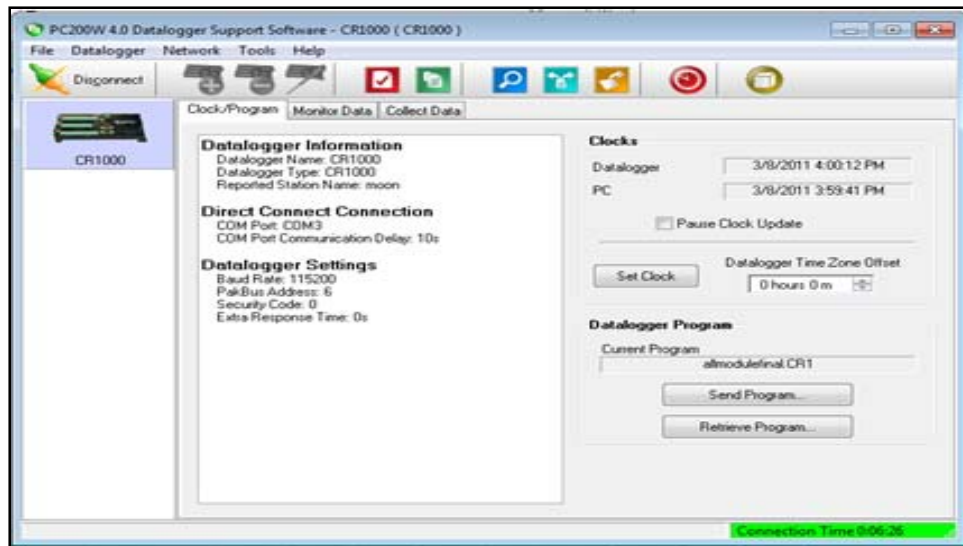 PC200W 4.0 Datalogger Support Software - CR1000 ( CR1000 )
File Datalogger Network Tools Help
Disconnect
CR1000
Clock/Program Monitor Data Collect Data
Datalogger Information
Datalogger Name: CR1000
Datalogger Type: CR1000
Reported Station Name: moon
Direct Connect Connection
COM Port: COM3
COM Port Communication Delay: 10s
Datalogger Settings
Baud Rate: 115200
PakBus Address: 6
Security Code: 0
Extra Response Time: 0s
Clocks
Datalogger 3/8/2011 4:00:12 PM
PC 3/8/2011 3:59:41 PM
Pause Clock Update
Datalogger Time Zone Offset
Set Clock 0 hours 0 m
Datalogger Program
Current Program
allmodulefinal.CR1
Send Program...
Retrieve Program...
Connection Time 0:06:26